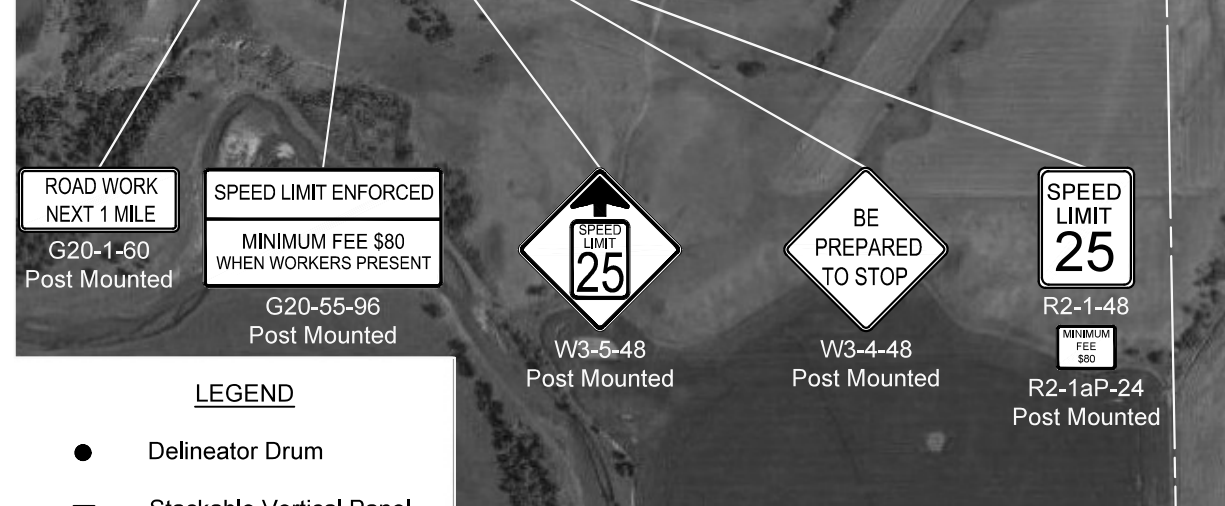 ROAD WORK
NEXT 1 MILE
G20-1-60
Post Mounted
SPEED LIMIT ENFORCED
MINIMUM FEE $80
WHEN WORKERS PRESENT
G20-55-96
Post Mounted
SPEED
LIMIT
25
W3-5-48
Post Mounted
BE
PREPARED
TO STOP
W3-4-48
Post Mounted
SPEED
LIMIT
25
R2-1-48
MINIMUM
FEE
$80
R2-1aP-24
Post Mounted
LEGEND
Delineator Drum
Stackable Vertical Panel